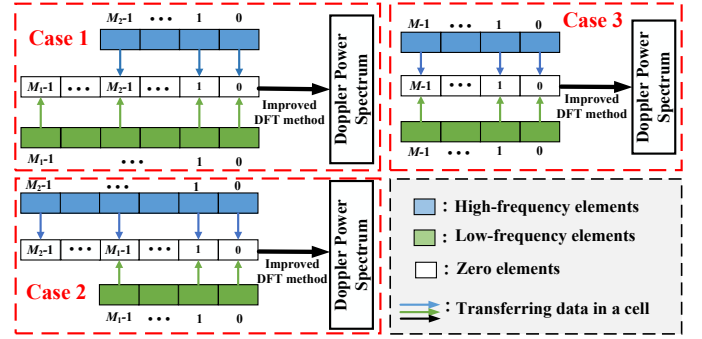 Case 1
M₂-1 ••• 1 0
M₁-1 ••• M₂-1 ••• 1 0
Improved
DFT method
Doppler Power
Spectrum
M₁-1 ••• 1 0
Case 3
M-1 ••• 1 0
M-1 ••• 1 0
Improved
DFT method
Doppler Power
Spectrum
M-1 ••• 1 0
M₂-1 ••• 1 0
M₂-1 ••• M₁-1 ••• 1 0
Improved
DFT method
Doppler Power
Spectrum
Case 2
M₁-1 ••• 1 0
: High-frequency elements
: Low-frequency elements
: Zero elements
: Transferring data in a cell